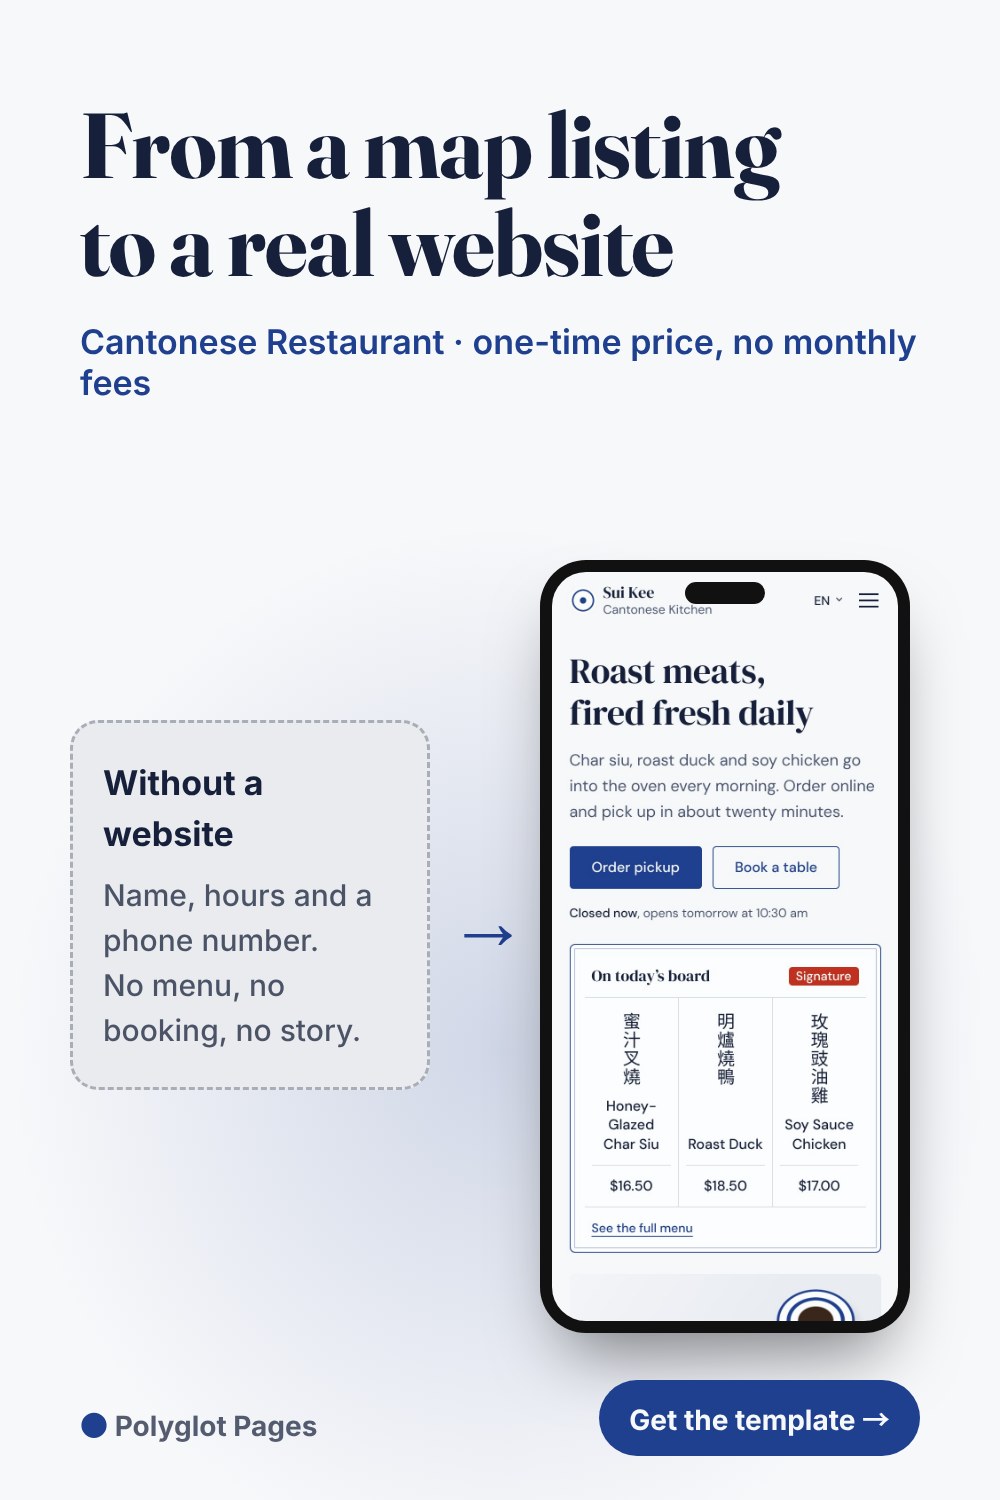 From a map listing
to a real website
Cantonese Restaurant · one-time price, no monthly
fees
Without a
website
Name, hours and a
phone number.
No menu, no
booking, no story.
→
Sui Kee
Cantonese Kitchen
EN
Roast meats,
fired fresh daily
Char siu, roast duck and soy chicken go
into the oven every morning. Order online
and pick up in about twenty minutes.
Order pickup
Book a table
Closed now, opens tomorrow at 10:30 am
On today's board
Signature
蜜汁叉燒
Honey-
Glazed
Char Siu
$16.50
明爐燒鴨
Roast Duck
$18.50
玫瑰豉油雞
Soy Sauce
Chicken
$17.00
See the full menu
Polyglot Pages
Get the template →